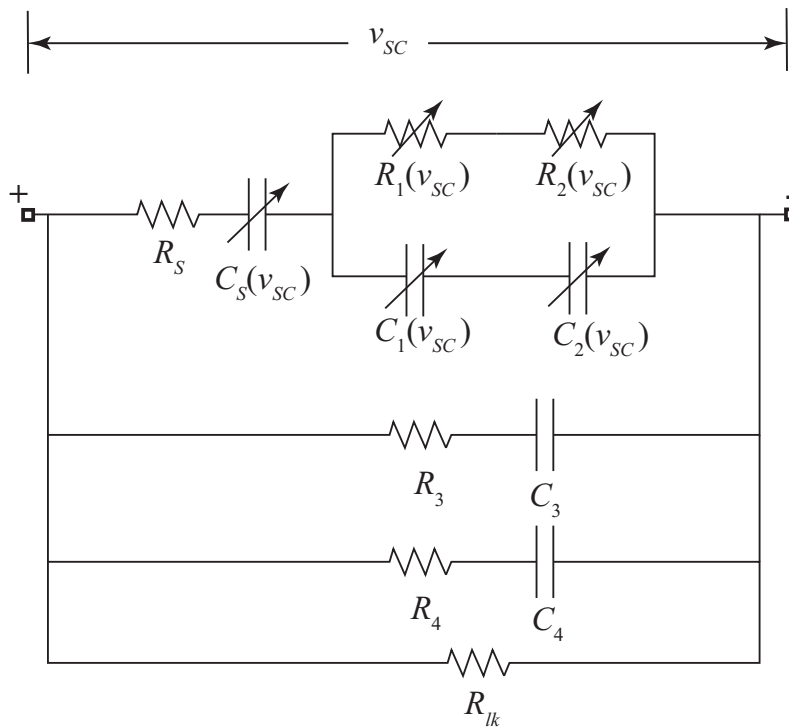 v_SC
R_1(v_SC) R_2(v_SC)
+ -
R_S
C_S(v_SC)
C_1(v_SC) C_2(v_SC)
R_3 C_3
R_4 C_4
R_lk